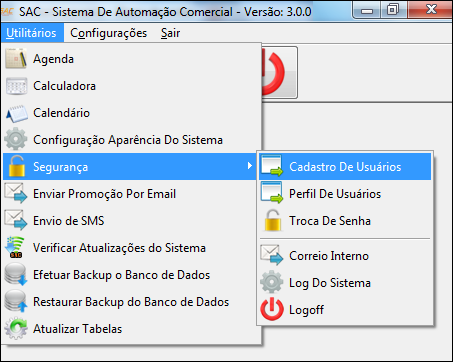 SAC - Sistema De Automação Comercial - Versão: 3.0.0
Utilitários Configurações Sair
Agenda
Calculadora
Calendário
Configuração Aparência Do Sistema
Segurança
Cadastro De Usuários
Enviar Promoção Por Email
Perfil De Usuários
Envio de SMS
Troca De Senha
Verificar Atualizações do Sistema
Correio Interno
Efetuar Backup o Banco de Dados
Log Do Sistema
Restaurar Backup do Banco de Dados
Logoff
Atualizar Tabelas